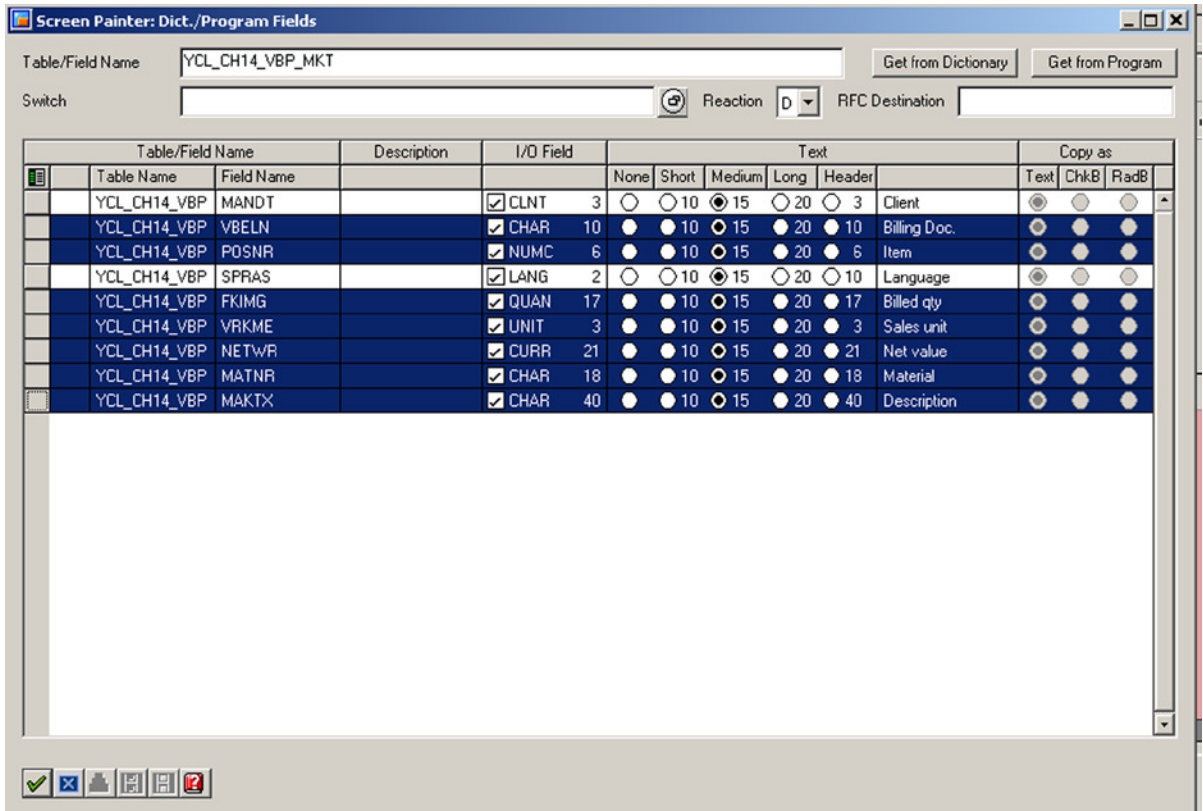 Screen Painter: Dict./Program Fields
Table/Field Name YCL_CH14_VBP_MKT Get from Dictionary Get from Program
Switch Reaction D RFC Destination
Table/Field Name Description I/O Field Text Copy as
Table Name Field Name None Short Medium Long Header Text ChkB RadB
YCL_CH14_VBP MANDT CLNT 3 10 15 20 3 Client
YCL_CH14_VBP VBELN CHAR 10 10 15 20 10 Billing Doc.
YCL_CH14_VBP POSNR NUMC 6 10 15 20 6 Item
YCL_CH14_VBP SPRAS LANG 2 10 15 20 10 Language
YCL_CH14_VBP FKIMG QUAN 17 10 15 20 17 Billed qty
YCL_CH14_VBP VRKME UNIT 3 10 15 20 3 Sales unit
YCL_CH14_VBP NETWR CURR 21 10 15 20 21 Net value
YCL_CH14_VBP MATNR CHAR 18 10 15 20 18 Material
YCL_CH14_VBP MAKTX CHAR 40 10 15 20 40 Description